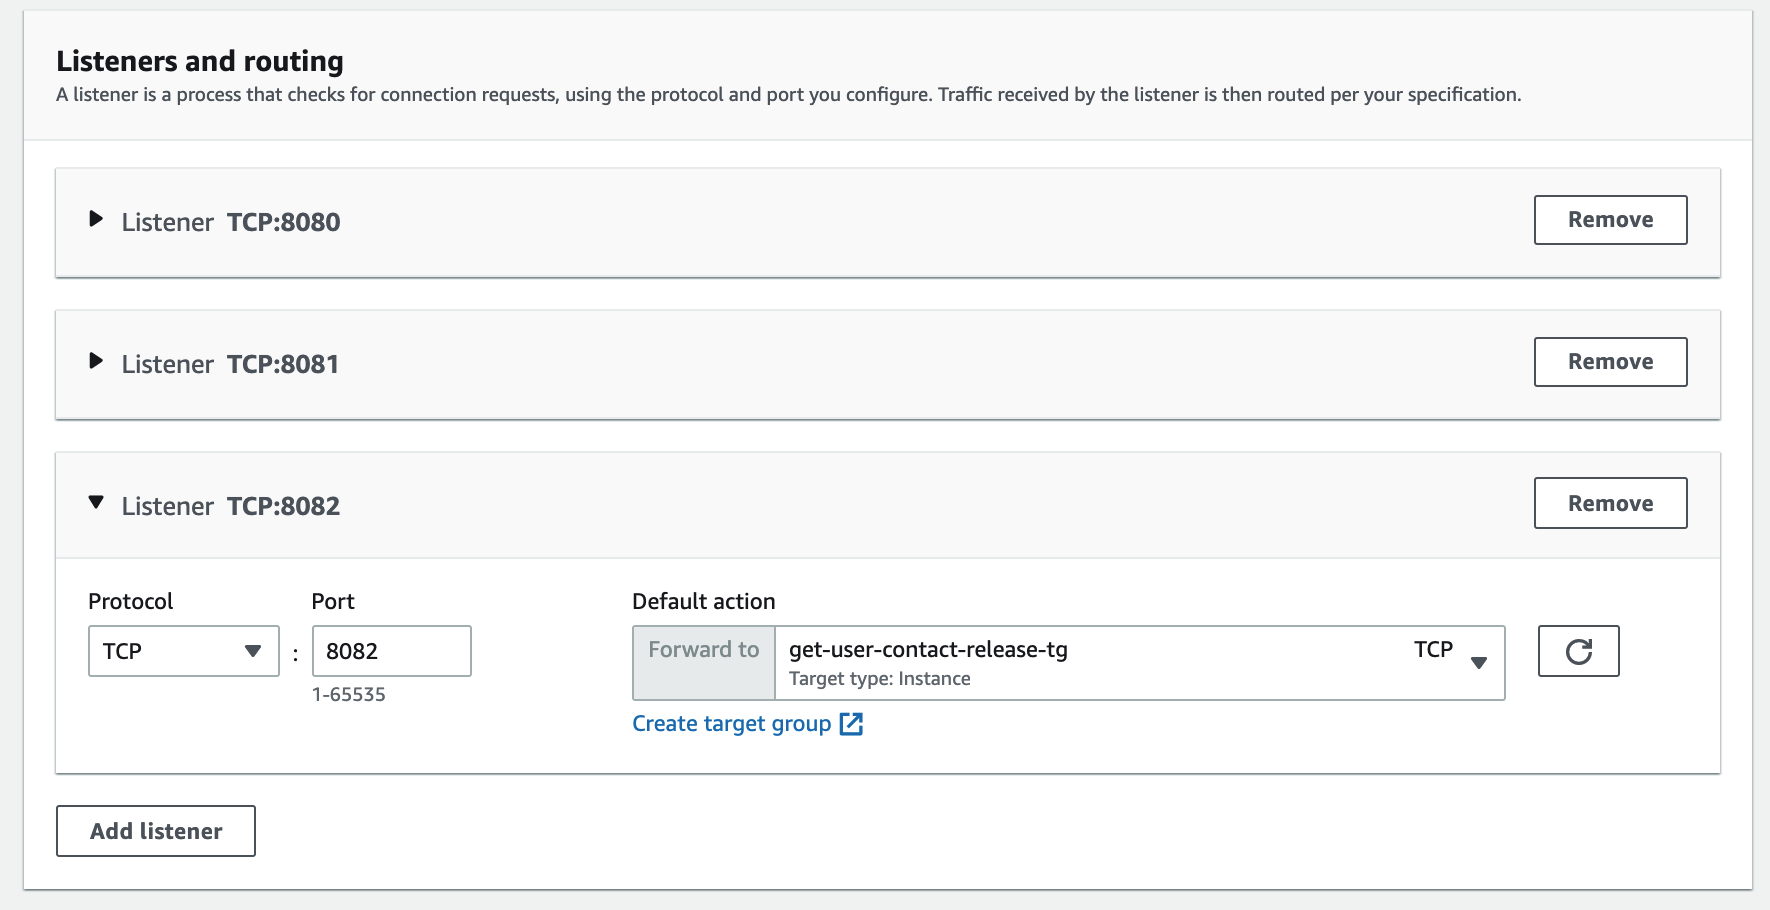 Listeners and routing
A listener is a process that checks for connection requests, using the protocol and port you configure. Traffic received by the listener is then routed per your specification.
Listener TCP:8080
Remove
Listener TCP:8081
Remove
Listener TCP:8082
Remove
Protocol
Port
Default action
TCP
:
8082
1-65535
Forward to
get-user-contact-release-tg
TCP
Target type: Instance
Create target group
Add listener